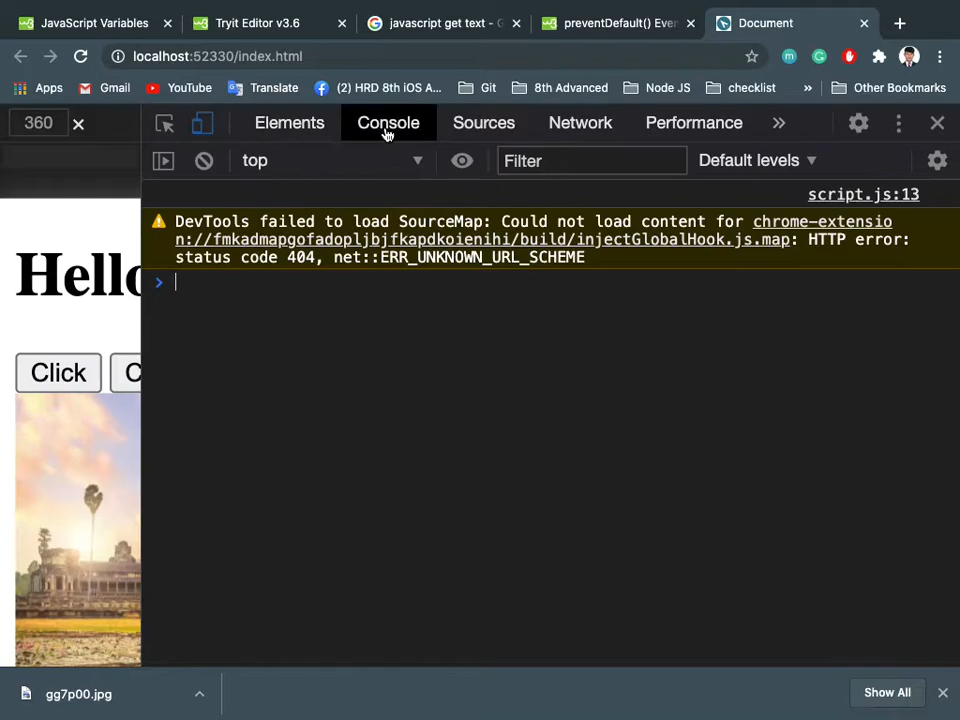 JavaScript Variables
Tryit Editor v3.6
javascript get text - G
preventDefault() Even
Document
localhost:52330/index.html
Apps
Gmail
YouTube
Translate
(2) HRD 8th iOS A...
Git
8th Advanced
Node JS
checklist
»
Other Bookmarks
360
Elements
Console
Sources
Network
Performance
»
top
Filter
Default levels
script.js:13
DevTools failed to load SourceMap: Could not load content for chrome-extensio
n://fmkadmapgofadopljbjfkapdkoienihi/build/injectGlobalHook.js.map: HTTP error:
status code 404, net::ERR_UNKNOWN_URL_SCHEME
Hello
Click
C
gg7p00.jpg
Show All